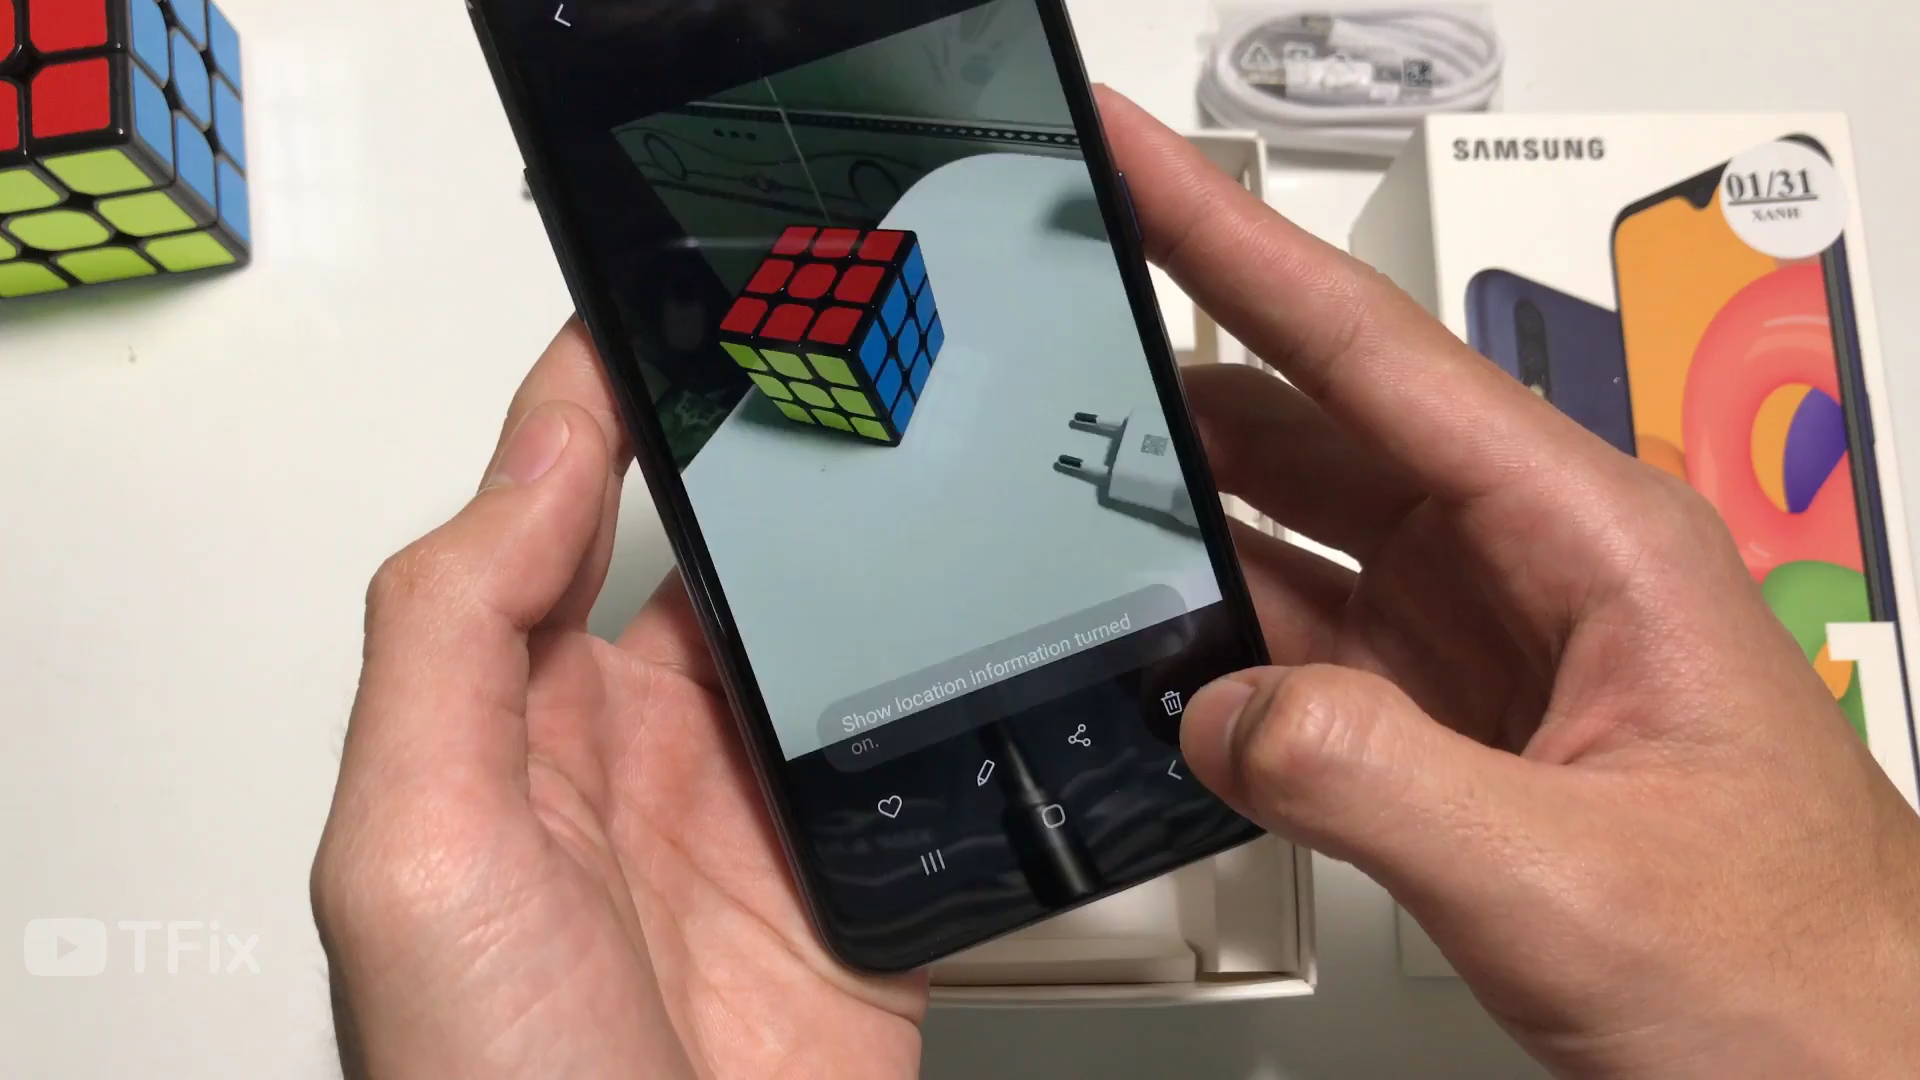 SAMSUNG
01/31
XANH
Show location information turned
on.
TFix